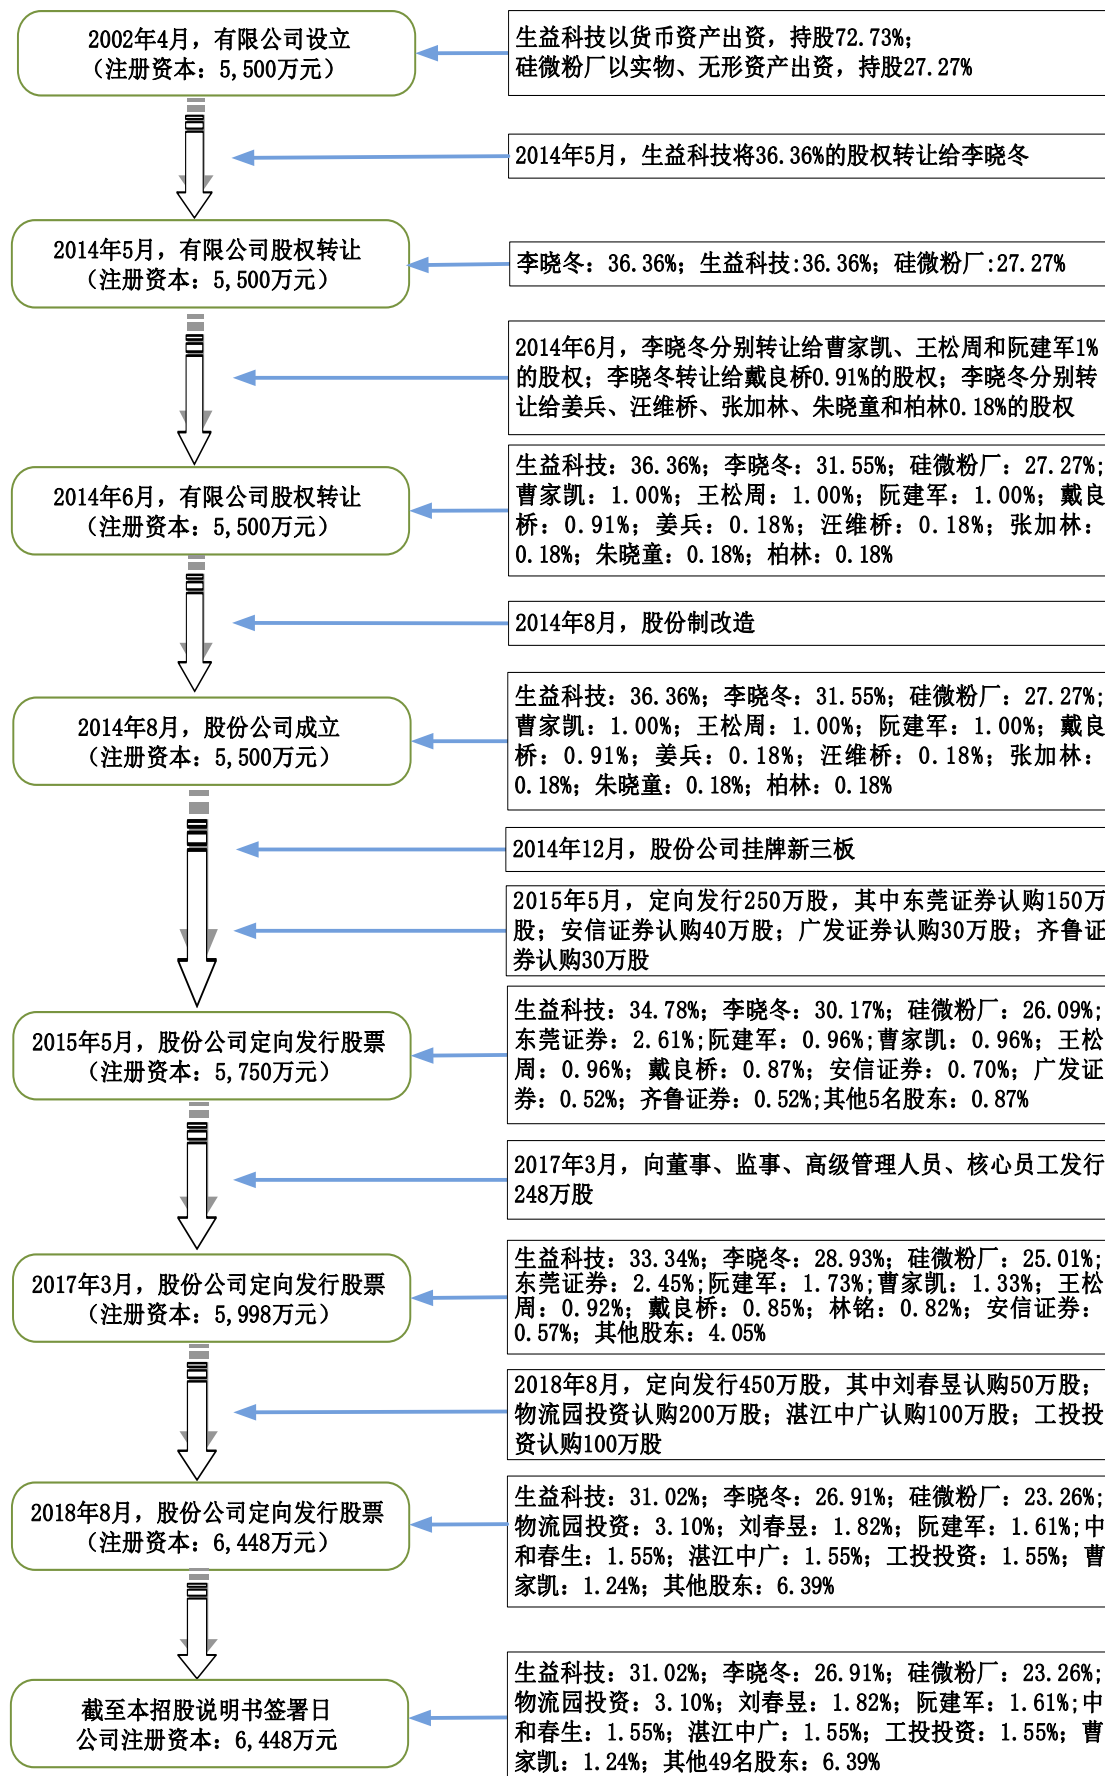 2002年4月，有限公司设立
（注册资本：5,500万元）
生益科技以货币资产出资，持股72.73%；
硅微粉厂以实物、无形资产出资，持股27.27%
2014年5月，生益科技将36.36%的股权转让给李晓冬
2014年5月，有限公司股权转让
（注册资本：5,500万元）
李晓冬：36.36%；生益科技:36.36%；硅微粉厂:27.27%
2014年6月，李晓冬分别转让给曹家凯、王松周和阮建军1%
的股权；李晓冬转让给戴良桥0.91%的股权；李晓冬分别转
让给姜兵、汪维桥、张加林、朱晓童和柏林0.18%的股权
2014年6月，有限公司股权转让
（注册资本：5,500万元）
生益科技：36.36%；李晓冬：31.55%；硅微粉厂：27.27%;
曹家凯：1.00%；王松周：1.00%；阮建军：1.00%；戴良
桥：0.91%；姜兵：0.18%；汪维桥：0.18%；张加林：
0.18%；朱晓童：0.18%；柏林：0.18%
2014年8月，股份制改造
2014年8月，股份公司成立
（注册资本：5,500万元）
生益科技：36.36%；李晓冬：31.55%；硅微粉厂：27.27%;
曹家凯：1.00%；王松周：1.00%；阮建军：1.00%；戴良
桥：0.91%；姜兵：0.18%；汪维桥：0.18%；张加林：
0.18%；朱晓童：0.18%；柏林：0.18%
2014年12月，股份公司挂牌新三板
2015年5月，定向发行250万股，其中东莞证券认购150万
股；安信证券认购40万股；广发证券认购30万股；齐鲁证
券认购30万股
2015年5月，股份公司定向发行股票
（注册资本：5,750万元）
生益科技：34.78%；李晓冬：30.17%；硅微粉厂：26.09%;
东莞证券：2.61%;阮建军：0.96%;曹家凯：0.96%；王松
周：0.96%；戴良桥：0.87%；安信证券：0.70%；广发证
券：0.52%；齐鲁证券：0.52%;其他5名股东：0.87%
2017年3月，向董事、监事、高级管理人员、核心员工发行
248万股
2017年3月，股份公司定向发行股票
（注册资本：5,998万元）
生益科技：33.34%；李晓冬：28.93%；硅微粉厂：25.01%;
东莞证券：2.45%;阮建军：1.73%;曹家凯：1.33%；王松
周：0.92%；戴良桥：0.85%；林铭：0.82%；安信证券：
0.57%；其他股东：4.05%
2018年8月，定向发行450万股，其中刘春昱认购50万股；
物流园投资认购200万股；湛江中广认购100万股；工投投
资认购100万股
2018年8月，股份公司定向发行股票
（注册资本：6,448万元）
生益科技：31.02%；李晓冬：26.91%；硅微粉厂：23.26%;
物流园投资：3.10%；刘春昱：1.82%；阮建军：1.61%;中
和春生：1.55%；湛江中广：1.55%；工投投资：1.55%；曹
家凯：1.24%；其他股东：6.39%
截至本招股说明书签署日
公司注册资本：6,448万元
生益科技：31.02%；李晓冬：26.91%；硅微粉厂：23.26%;
物流园投资：3.10%；刘春昱：1.82%；阮建军：1.61%;中
和春生：1.55%；湛江中广：1.55%；工投投资：1.55%；曹
家凯：1.24%；其他49名股东：6.39%